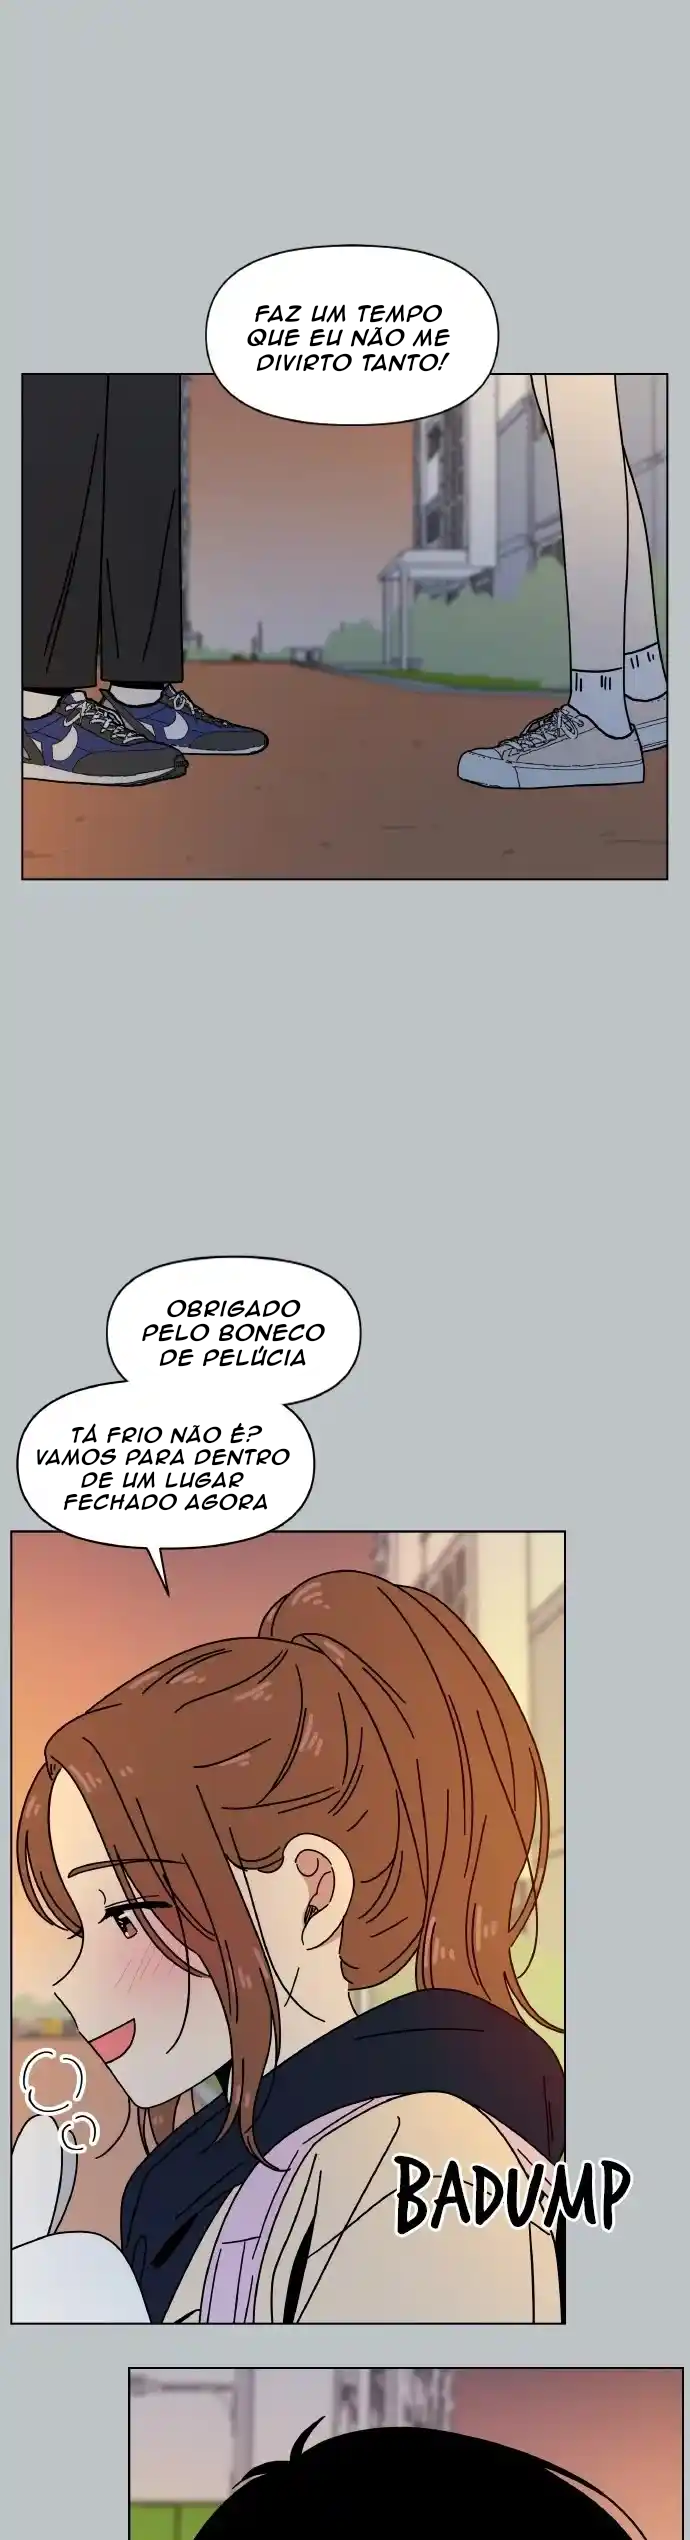 FAZ UM TEMPO
QUE EU NÃO ME
DIVIRTO TANTO!
OBRIGADO
PELO BONECO
DE PELÚCIA
TÁ FRIO NÃO É?
VAMOS PARA DENTRO
DE UM LUGAR
FECHADO AGORA
BADUMP